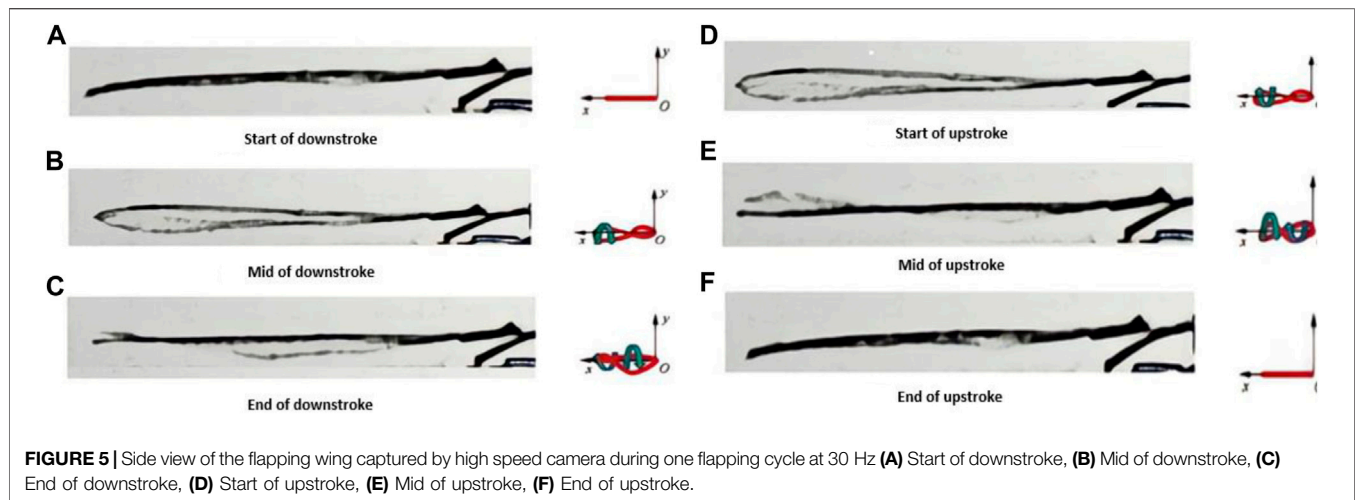 A
y
x
O
Start of downstroke
B
y
x
O
Mid of downstroke
C
y
x
O
End of downstroke
D
x
Start of upstroke
E
x
Mid of upstroke
F
x
End of upstroke
FIGURE 5 | Side view of the flapping wing captured by high speed camera during one flapping cycle at 30 Hz (A) Start of downstroke, (B) Mid of downstroke, (C)
End of downstroke, (D) Start of upstroke, (E) Mid of upstroke, (F) End of upstroke.